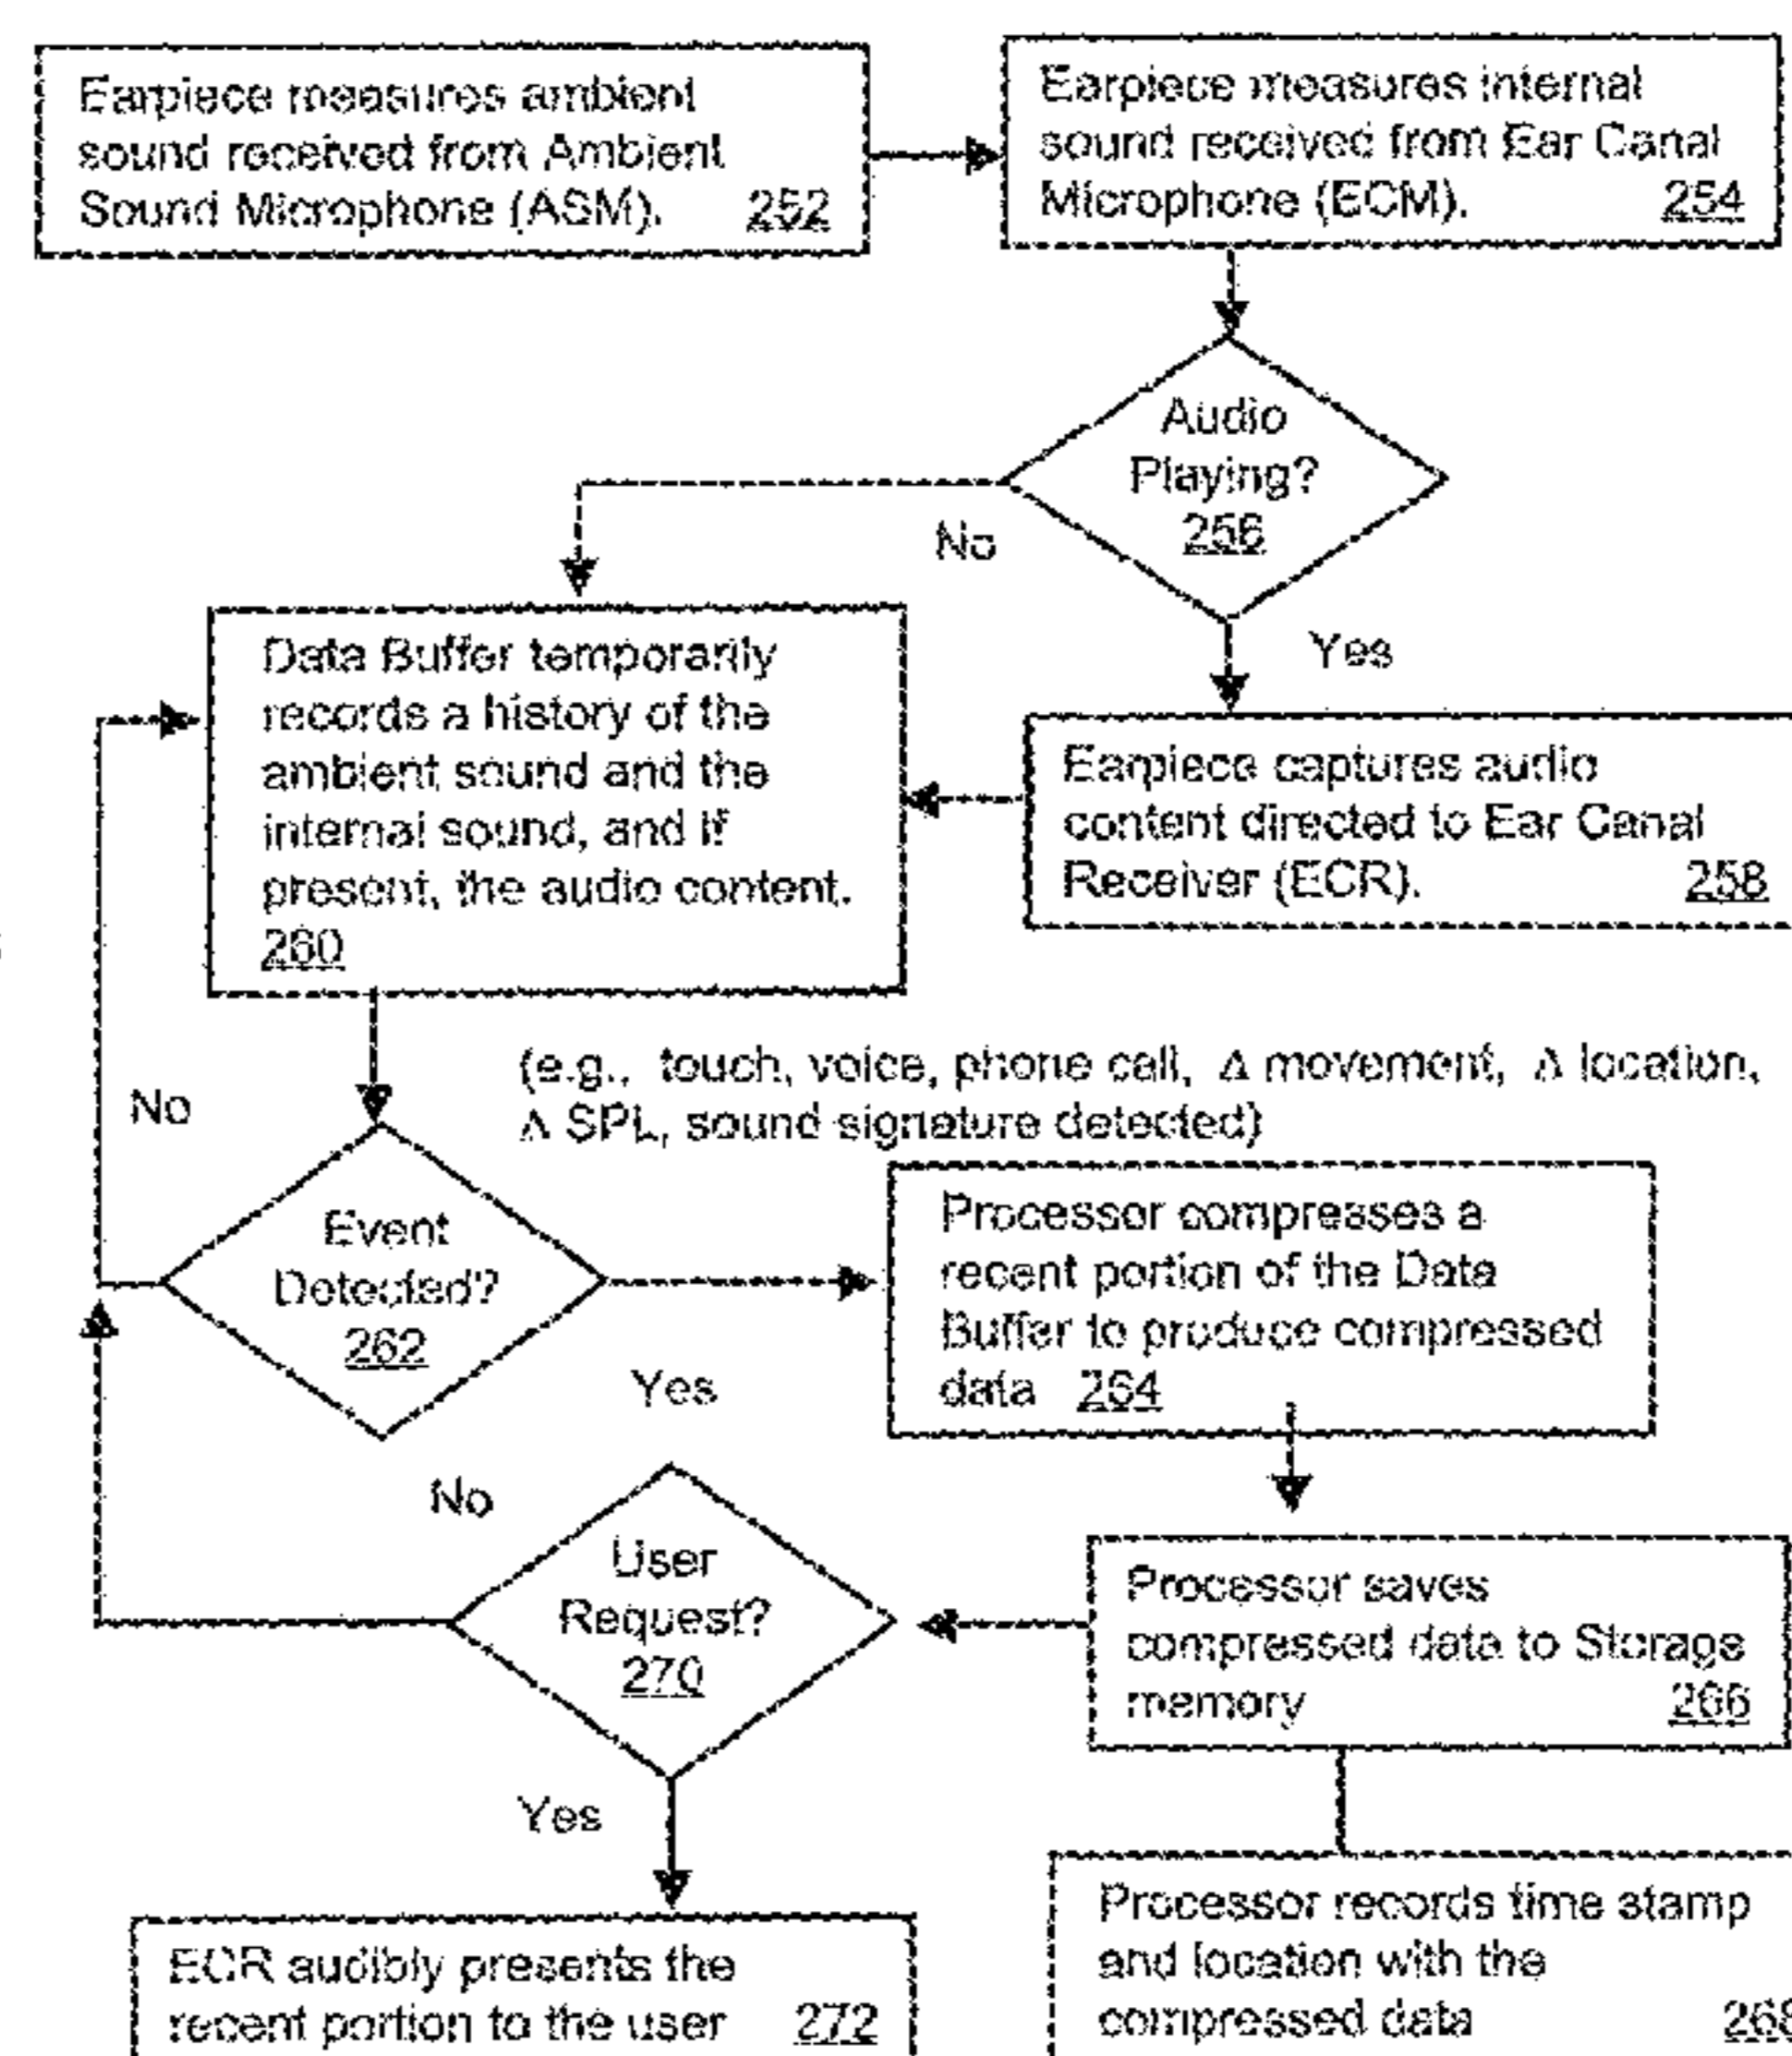 Earpiece measures ambient
sound received from Ambient
Sound Microphone (ASM). 252
Earpiece measures internal
sound received from Ear Canal
Microphone (ECM). 254
Audio
Playing?
256
No
Yes
Data Buffer temporarily
records a history of the
ambient sound and the
internal sound, and if
present, the audio content.
260
Earpiece captures audio
content directed to Ear Canal
Receiver (ECR). 258
(e.g., touch, voice, phone call, Δ movement, Δ location,
Δ SPL, sound signature detected)
No
Event
Detected?
262
Yes
Processor compresses a
recent portion of the Data
Buffer to produce compressed
data 264
No
User
Request?
270
Yes
Processor saves
compressed data to Storage
memory 266
ECR audibly presents the
recent portion to the user 272
Processor records time stamp
and location with the
compressed data 268